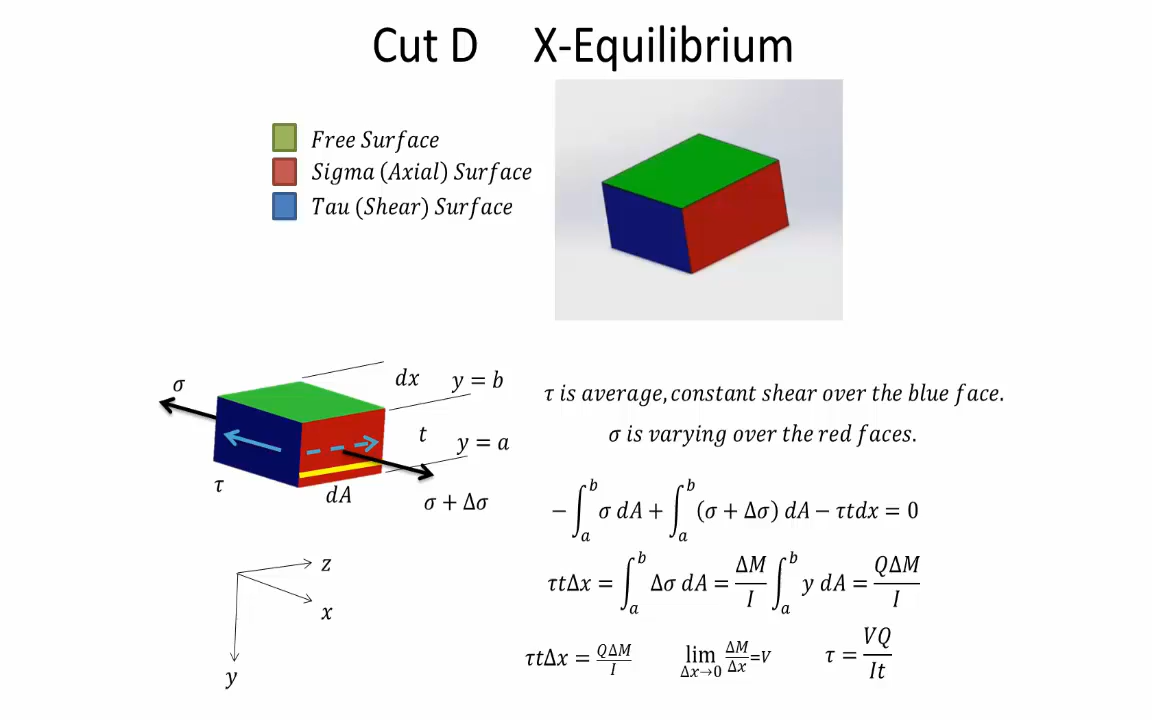 Cut D X-Equilibrium
Free Surface
Sigma (Axial) Surface
Tau (Shear) Surface
σ
dx
y = b
t
y = a
τ
dA
σ + Δσ
z
x
y
τ is average, constant shear over the blue face.
σ is varying over the red faces.
−∫_a^b σ dA + ∫_a^b (σ + Δσ) dA − τtdx = 0
τtΔx = ∫_a^b Δσ dA = ΔM/I ∫_a^b y dA = QΔM/I
τtΔx = QΔM/I lim Δx→0 ΔM/Δx =V τ = VQ/It